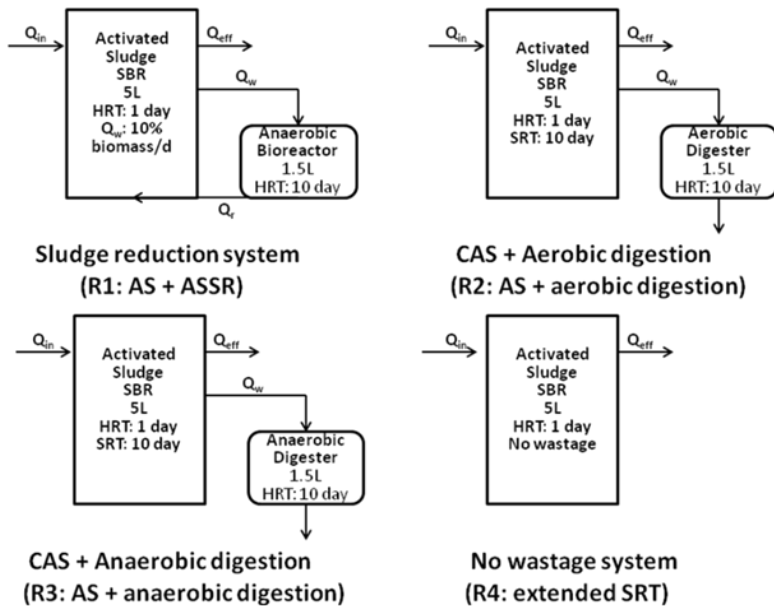 Q_in
Activated
Sludge
SBR
5L
HRT: 1 day
Q_w: 10%
biomass/d
Q_eff
Q_w
Anaerobic
Bioreactor
1.5L
HRT: 10 day
Q_r
Sludge reduction system
(R1: AS + ASSR)
Q_in
Activated
Sludge
SBR
5L
HRT: 1 day
SRT: 10 day
Q_eff
Q_w
Aerobic
Digester
1.5L
HRT: 10 day
CAS + Aerobic digestion
(R2: AS + aerobic digestion)
Q_in
Activated
Sludge
SBR
5L
HRT: 1 day
SRT: 10 day
Q_eff
Q_w
Anaerobic
Digester
1.5L
HRT: 10 day
CAS + Anaerobic digestion
(R3: AS + anaerobic digestion)
Q_in
Activated
Sludge
SBR
5L
HRT: 1 day
No wastage
Q_eff
No wastage system
(R4: extended SRT)